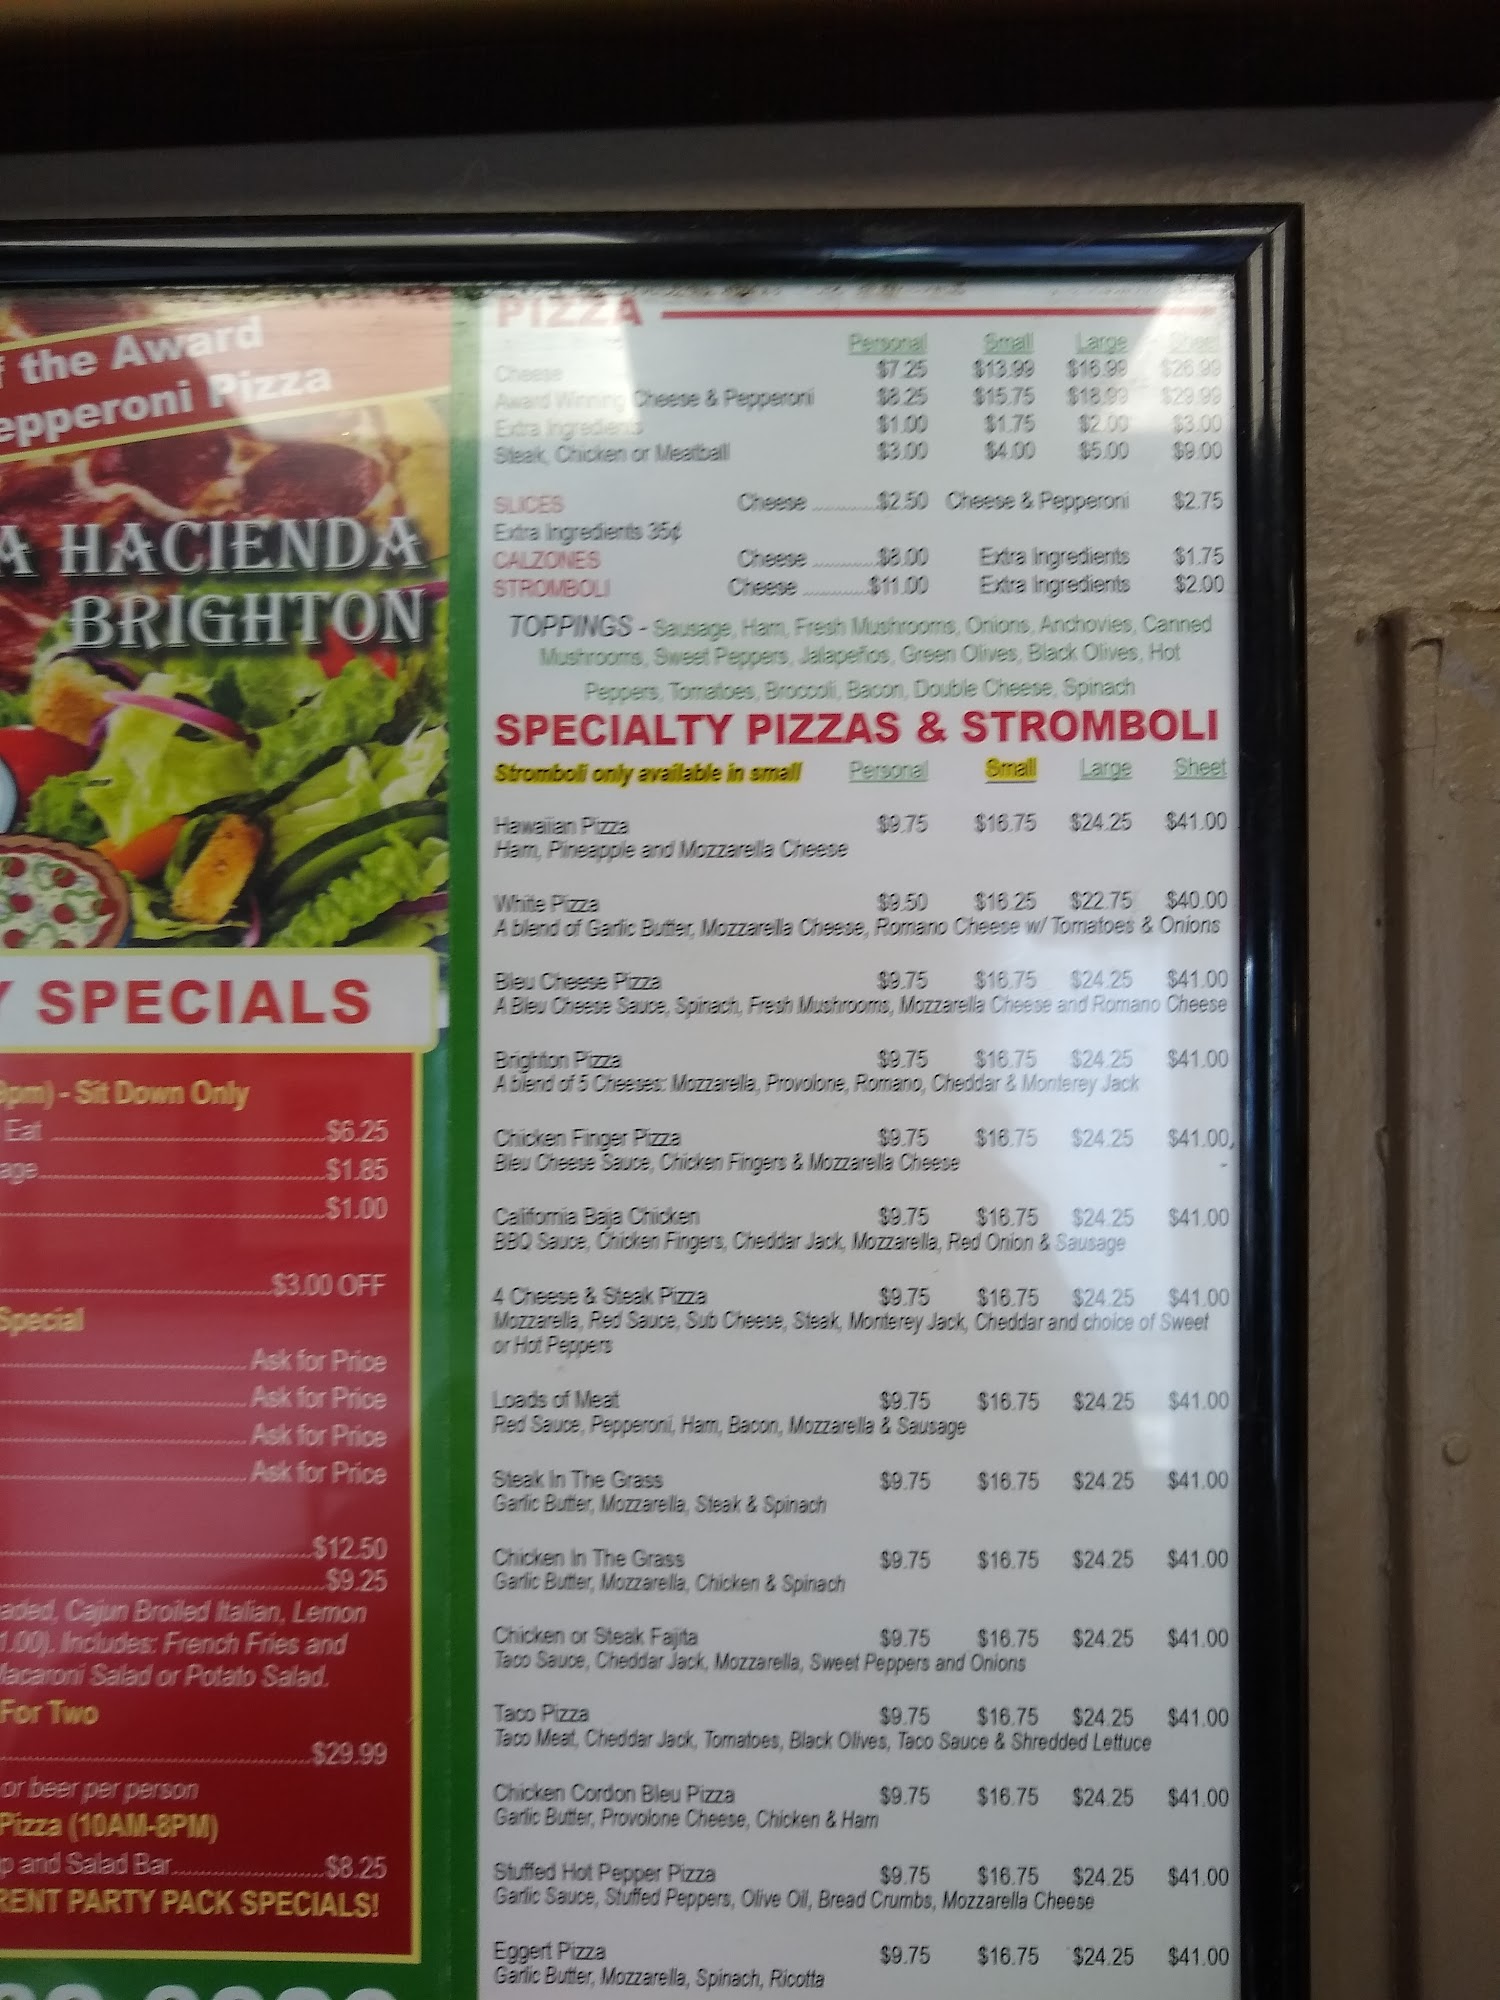 f the Award
epperoni Pizza
A HACIENDA
BRIGHTON
Y SPECIALS
9pm) - Sit Down Only
Eat $6.25
age $1.85
$1.00
$3.00 OFF
Special
Ask for Price
Ask for Price
Ask for Price
Ask for Price
$12.50
$9.25
aded, Cajun Broiled Italian, Lemon
1.00). Includes: French Fries and
Macaroni Salad or Potato Salad.
For Two
$29.99
or beer per person
Pizza (10AM-8PM)
p and Salad Bar $8.25
RENT PARTY PACK SPECIALS!
PIZZA
Personal Small Large Sheet
Cheese $7.25 $13.99 $16.99 $26.99
Award Winning Cheese & Pepperoni $8.25 $15.75 $18.99 $29.99
Extra Ingredients $1.00 $1.75 $2.00 $3.00
Steak, Chicken or Meatball $3.00 $4.00 $5.00 $9.00
SLICES Cheese ............$2.50 Cheese & Pepperoni $2.75
Extra Ingredients 35¢
CALZONES Cheese ............$8.00 Extra Ingredients $1.75
STROMBOLI Cheese ............$11.00 Extra Ingredients $2.00
TOPPINGS - Sausage, Ham, Fresh Mushrooms, Onions, Anchovies, Canned
Mushrooms, Sweet Peppers, Jalapeños, Green Olives, Black Olives, Hot
Peppers, Tomatoes, Broccoli, Bacon, Double Cheese, Spinach
SPECIALTY PIZZAS & STROMBOLI
Stromboli only available in small Personal Small Large Sheet
Hawaiian Pizza $9.75 $16.75 $24.25 $41.00
Ham, Pineapple and Mozzarella Cheese
White Pizza $9.50 $16.25 $22.75 $40.00
A blend of Garlic Butter, Mozzarella Cheese, Romano Cheese w/ Tomatoes & Onions
Bleu Cheese Pizza $9.75 $16.75 $24.25 $41.00
A Bleu Cheese Sauce, Spinach, Fresh Mushrooms, Mozzarella Cheese and Romano Cheese
Brighton Pizza $9.75 $16.75 $24.25 $41.00
A blend of 5 Cheeses: Mozzarella, Provolone, Romano, Cheddar & Monterey Jack
Chicken Finger Pizza $9.75 $16.75 $24.25 $41.00
Bleu Cheese Sauce, Chicken Fingers & Mozzarella Cheese
California Baja Chicken $9.75 $16.75 $24.25 $41.00
BBQ Sauce, Chicken Fingers, Cheddar Jack, Mozzarella, Red Onion & Sausage
4 Cheese & Steak Pizza $9.75 $16.75 $24.25 $41.00
Mozzarella, Red Sauce, Sub Cheese, Steak, Monterey Jack, Cheddar and choice of Sweet
or Hot Peppers
Loads of Meat $9.75 $16.75 $24.25 $41.00
Red Sauce, Pepperoni, Ham, Bacon, Mozzarella & Sausage
Steak In The Grass $9.75 $16.75 $24.25 $41.00
Garlic Butter, Mozzarella, Steak & Spinach
Chicken In The Grass $9.75 $16.75 $24.25 $41.00
Garlic Butter, Mozzarella, Chicken & Spinach
Chicken or Steak Fajita $9.75 $16.75 $24.25 $41.00
Taco Sauce, Cheddar Jack, Mozzarella, Sweet Peppers and Onions
Taco Pizza $9.75 $16.75 $24.25 $41.00
Taco Meat, Cheddar Jack, Tomatoes, Black Olives, Taco Sauce & Shredded Lettuce
Chicken Cordon Bleu Pizza $9.75 $16.75 $24.25 $41.00
Garlic Butter, Provolone Cheese, Chicken & Ham
Stuffed Hot Pepper Pizza $9.75 $16.75 $24.25 $41.00
Garlic Sauce, Stuffed Peppers, Olive Oil, Bread Crumbs, Mozzarella Cheese
Eggert Pizza $9.75 $16.75 $24.25 $41.00
Garlic Butter, Mozzarella, Spinach, Ricotta